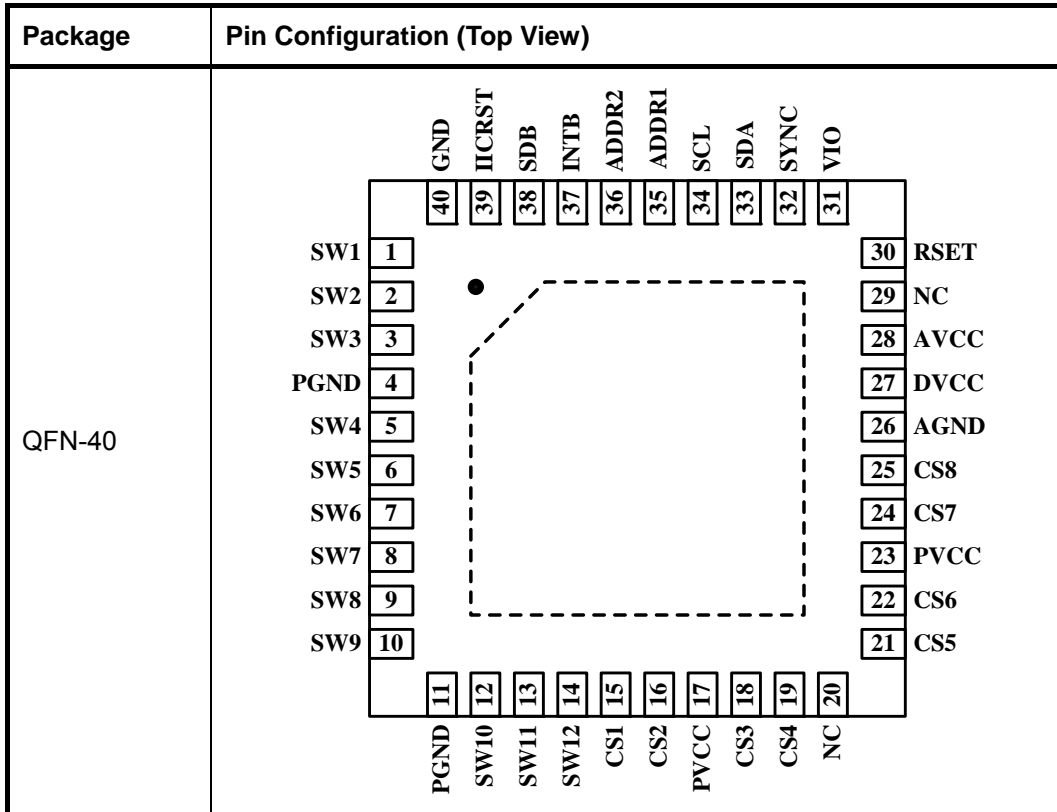 Package Pin Configuration (Top View)
QFN-40
GND IICRST SDB INTB ADDR2 ADDR1 SCL SDA SYNC VIO
40 39 38 37 36 35 34 33 32 31
SW1 1 30 RSET
SW2 2 29 NC
SW3 3 28 AVCC
PGND 4 27 DVCC
SW4 5 26 AGND
SW5 6 25 CS8
SW6 7 24 CS7
SW7 8 23 PVCC
SW8 9 22 CS6
SW9 10 21 CS5
11 12 13 14 15 16 17 18 19 20
PGND SW10 SW11 SW12 CS1 CS2 PVCC CS3 CS4 NC